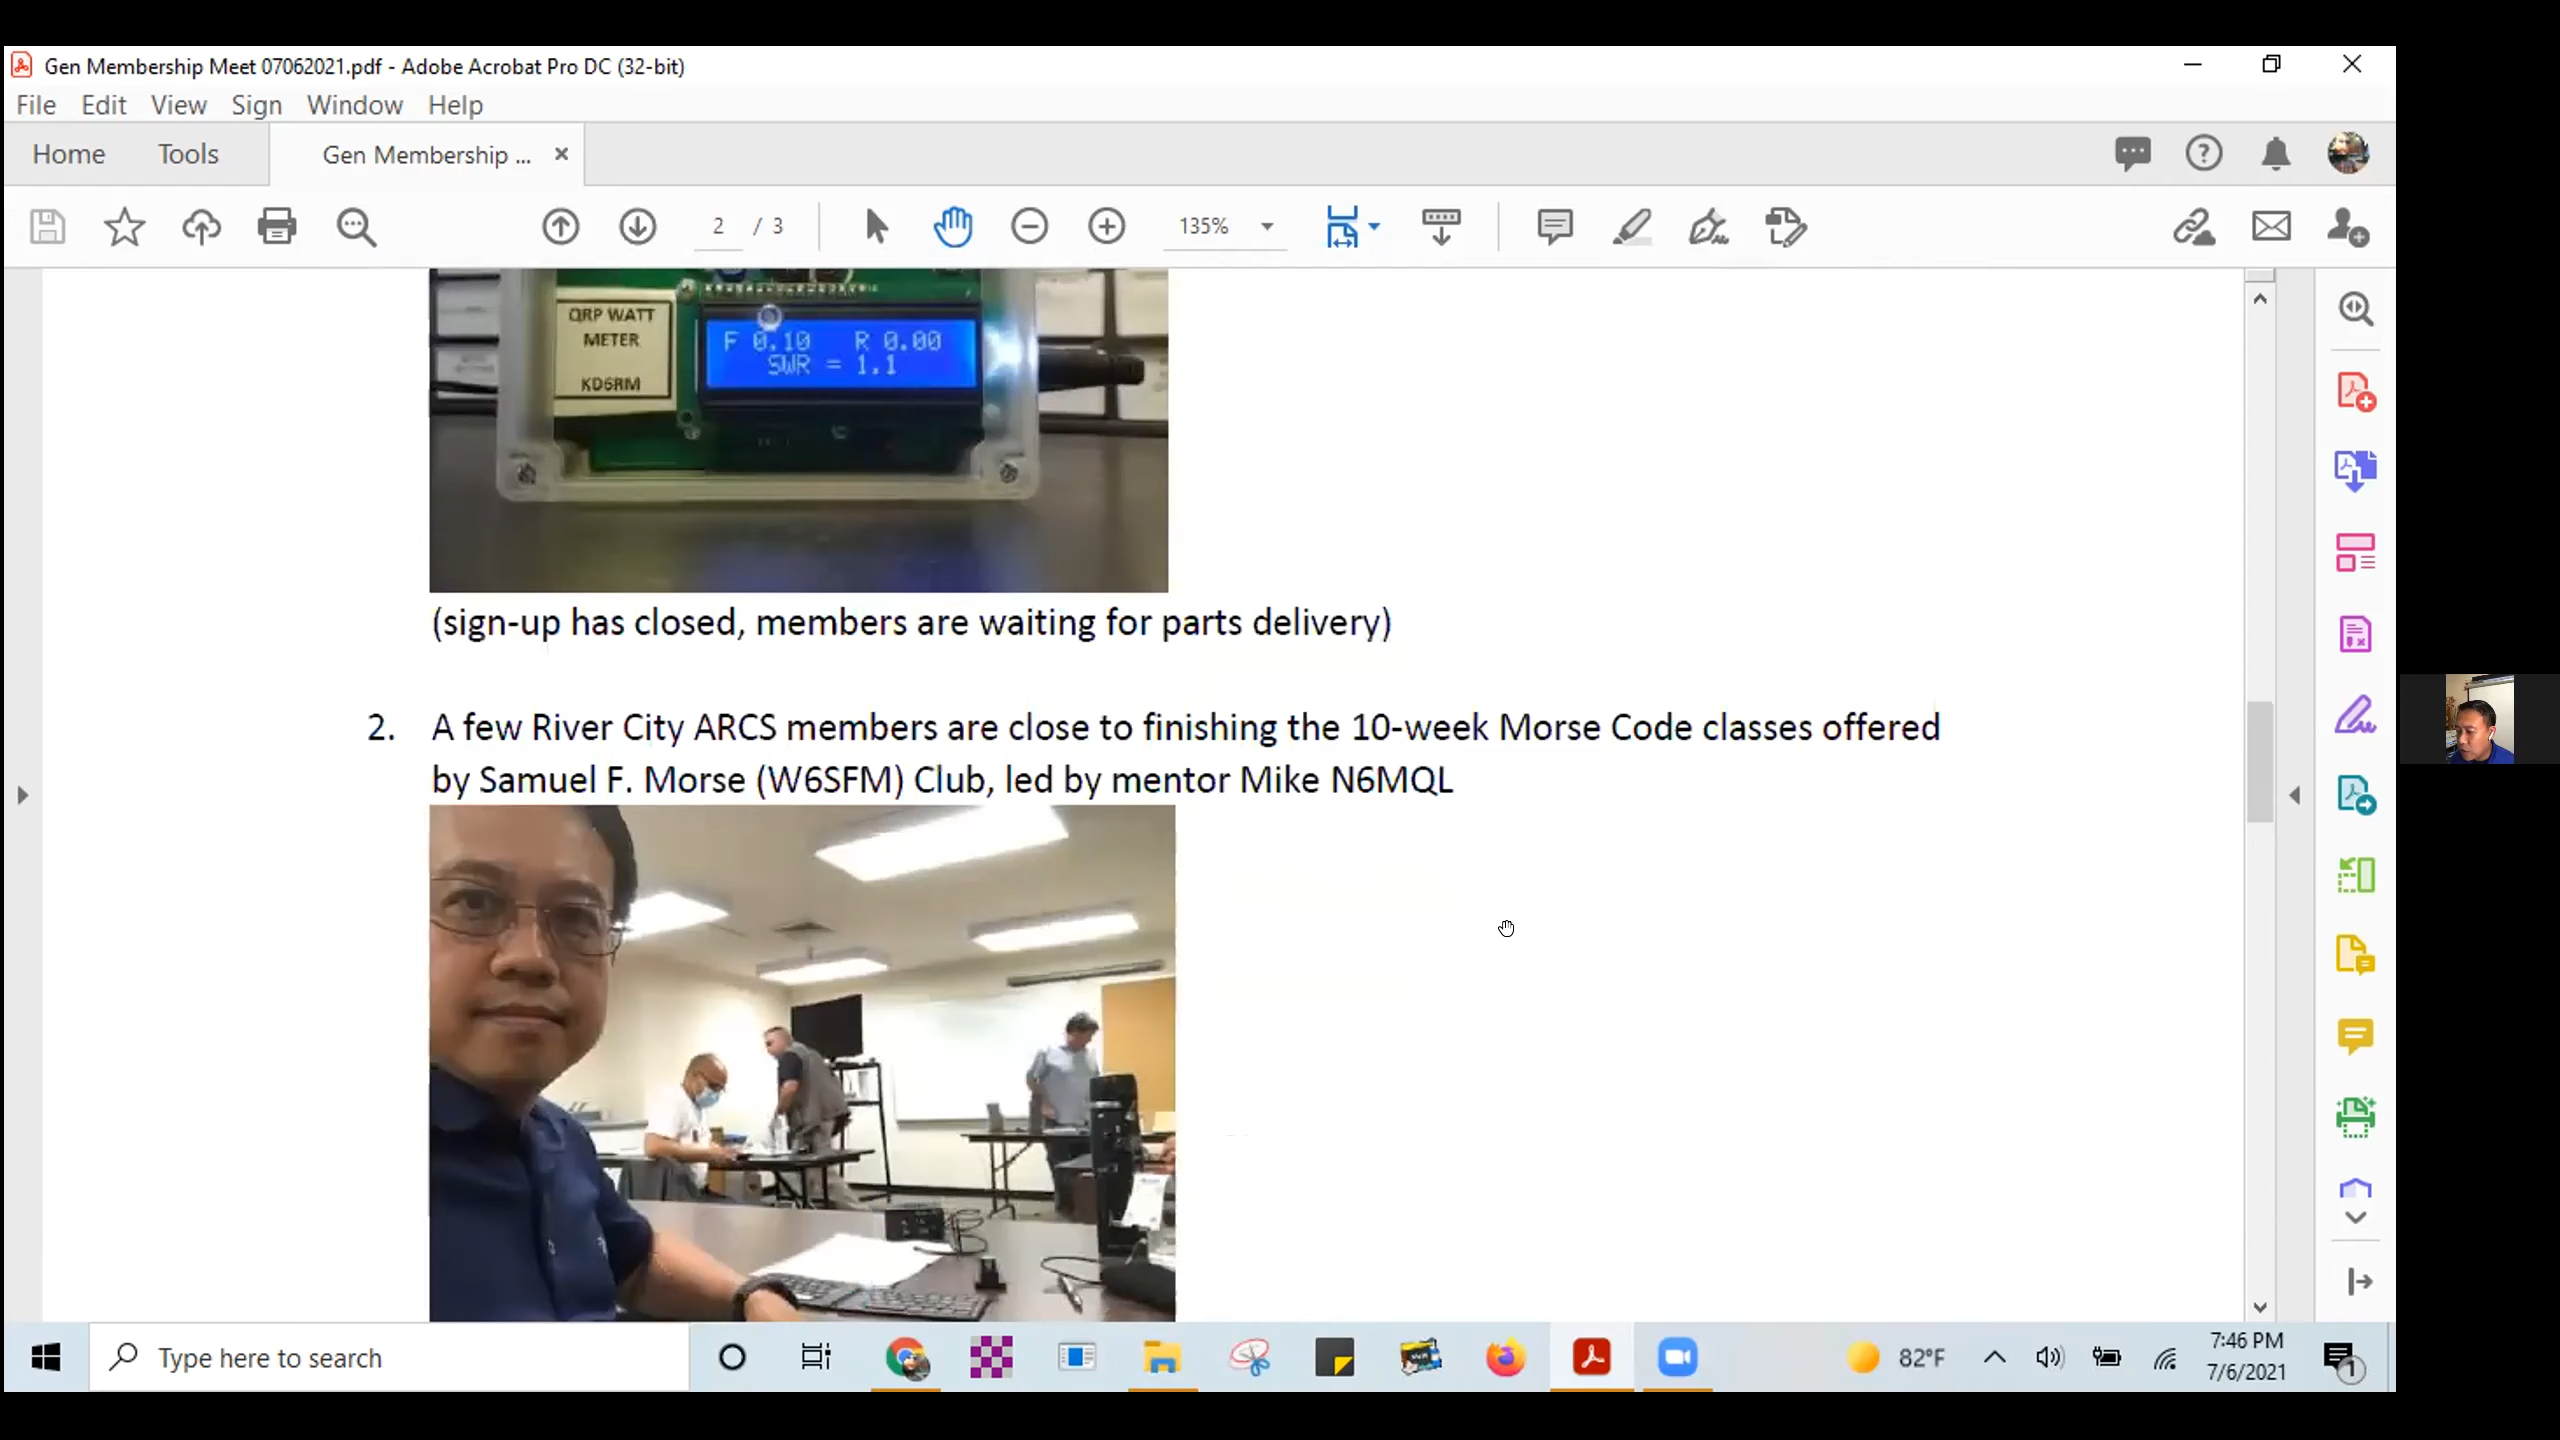 Gen Membership Meet 07062021.pdf - Adobe Acrobat Pro DC (32-bit)
File Edit View Sign Window Help
Home Tools Gen Membership ...
2 / 3 135%
QRP WATT
METER
KD6RM
F 0.10 R 0.00
SWR = 1.1
(sign-up has closed, members are waiting for parts delivery)
2. A few River City ARCS members are close to finishing the 10-week Morse Code classes offered
by Samuel F. Morse (W6SFM) Club, led by mentor Mike N6MQL
Type here to search
82°F
7:46 PM
7/6/2021
1